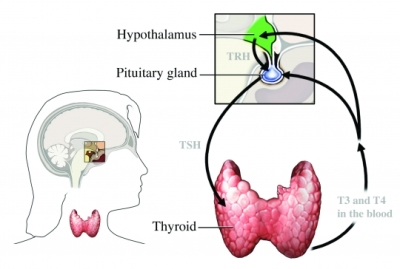 Hypothalamus
TRH
Pituitary gland
TSH
T3 and T4
in the blood
Thyroid